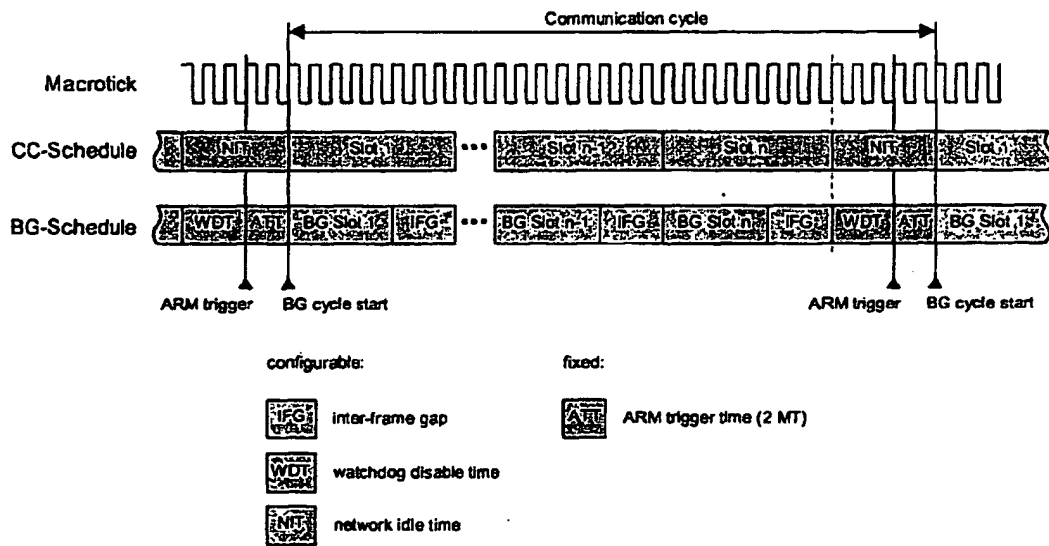 Communication cycle
Macrotick
CC-Schedule NIT Slot 1 ... Slot n-1 Slot n NIT Slot 1
BG-Schedule WDT ATT BG Slot 1 IFG ... BG Slot n-1 IFG BG Slot n IFG WDT ATT BG Slot 1
ARM trigger BG cycle start ARM trigger BG cycle start
configurable: fixed:
IFG inter-frame gap ATT ARM trigger time (2 MT)
WDT watchdog disable time
NIT network idle time